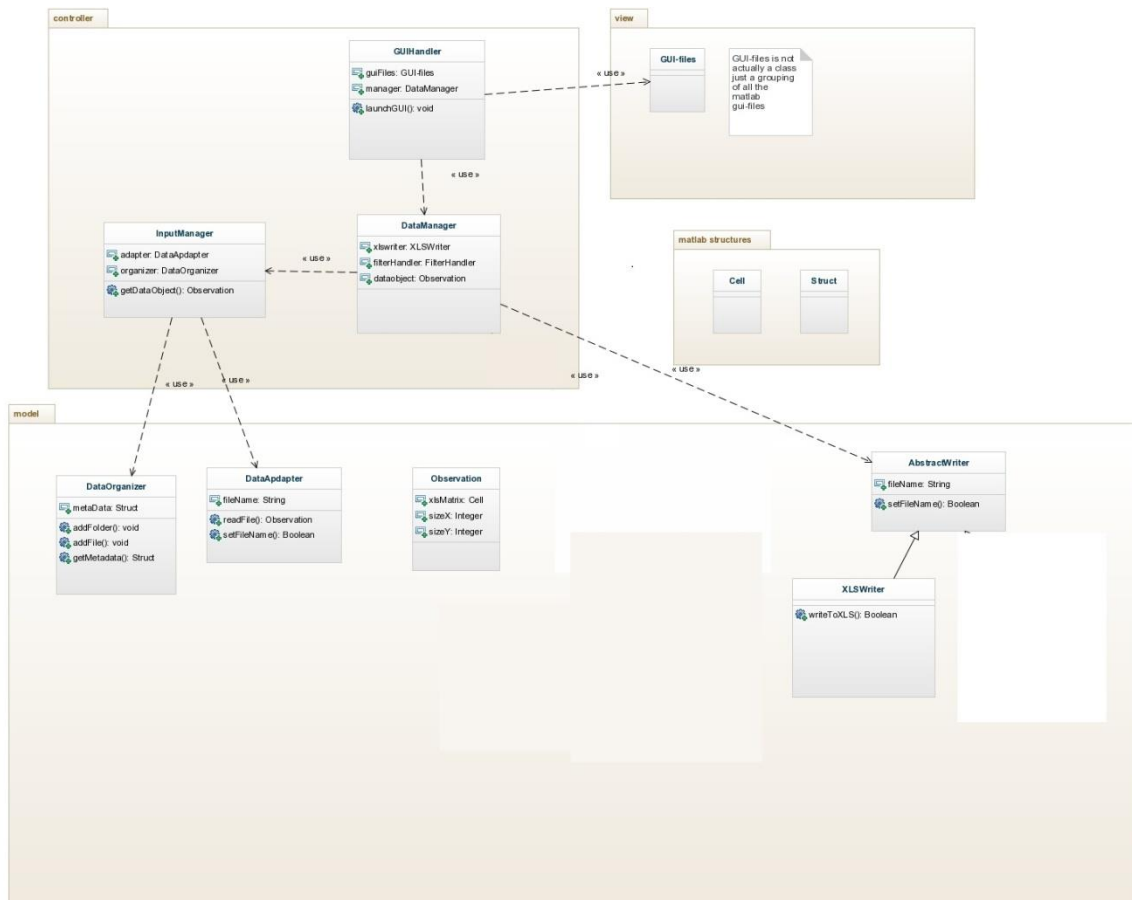 controller
GUIHandler
guiFiles: GUI-files
manager: DataManager
launchGUI(): void
« use »
« use »
InputManager
adapter: DataApdapter
organizer: DataOrganizer
getDataObject(): Observation
« use »
DataManager
xlswriter: XLSWriter
filterHandler: FilterHandler
dataobject: Observation
« use »
« use »
« use »
view
GUI-files
GUI-files is not
actually a class
just a grouping
of all the
matlab
gui-files
matlab structures
Cell
Struct
model
DataOrganizer
metaData: Struct
addFolder(): void
addFile(): void
getMetadata(): Struct
DataApdapter
fileName: String
readFile(): Observation
setFileName(): Boolean
Observation
xlsMatrix: Cell
sizeX: Integer
sizeY: Integer
AbstractWriter
fileName: String
setFileName(): Boolean
XLSWriter
writeToXLS(): Boolean